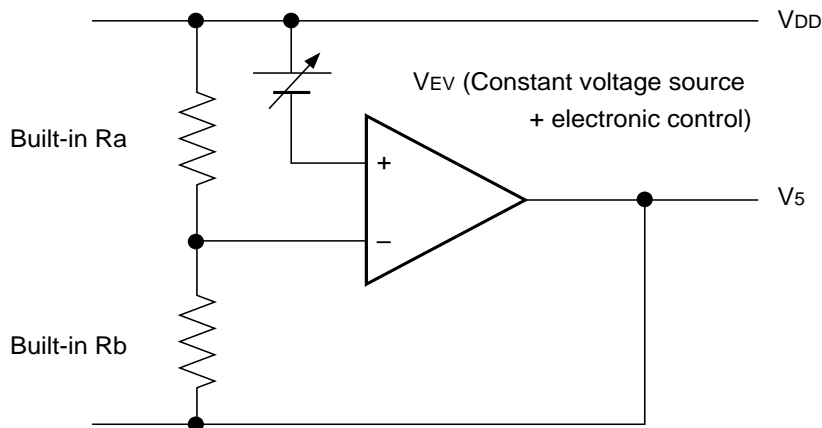 VDD
VEV (Constant voltage source
+ electronic control)
Built-in Ra
+
V5
−
Built-in Rb